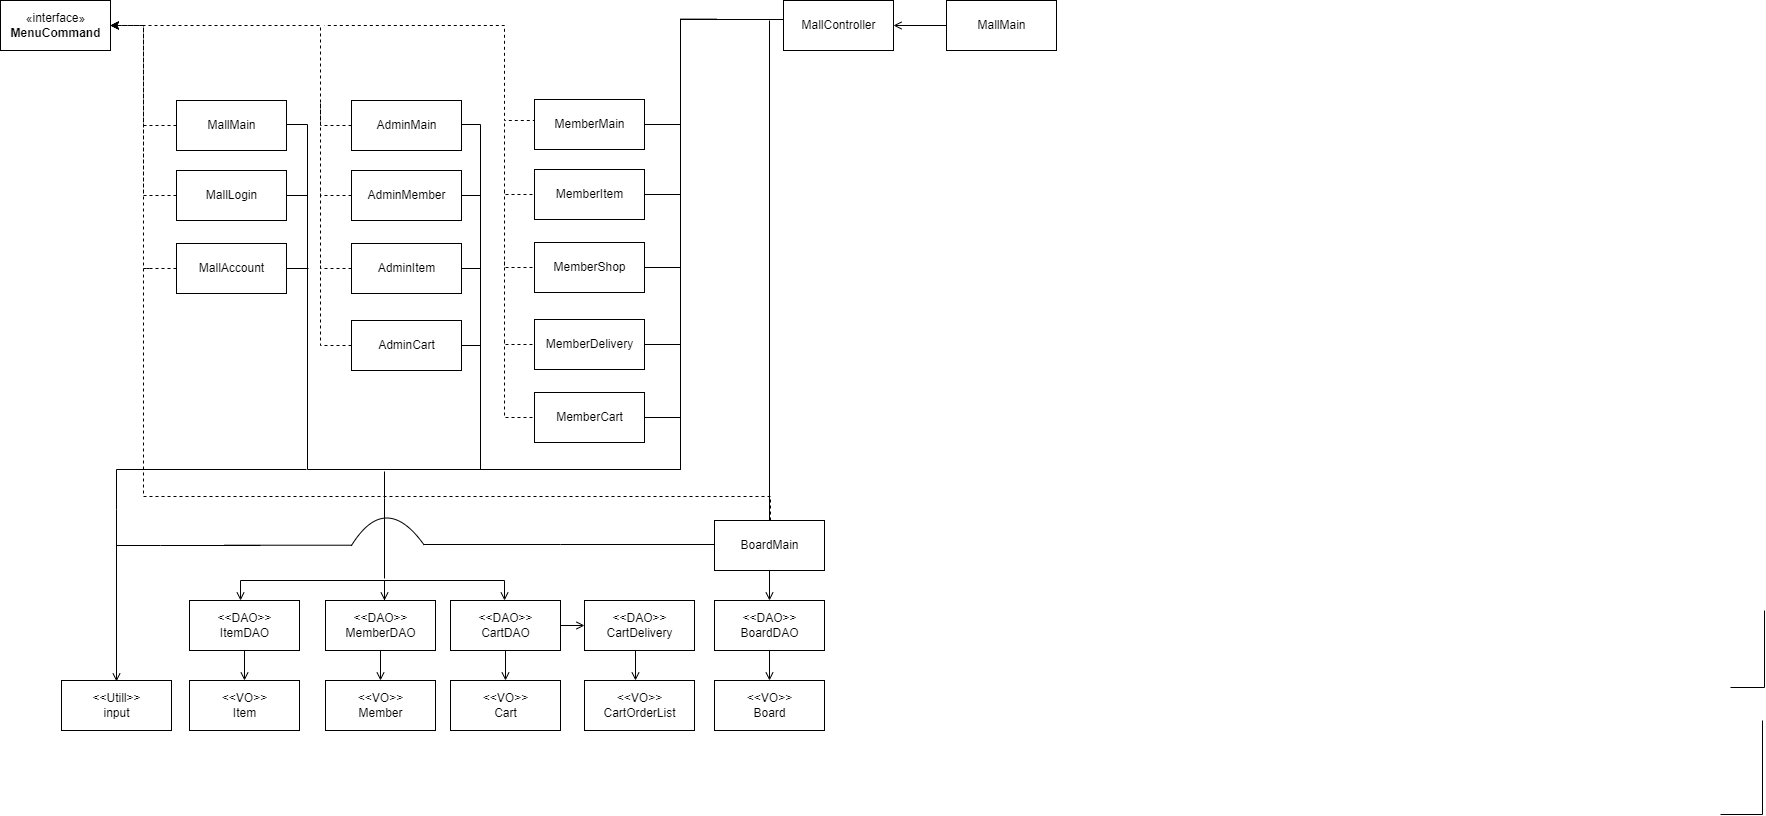 «interface»
MenuCommand
MallController
MallMain
MallMain
AdminMain
MemberMain
MallLogin
AdminMember
MemberItem
MallAccount
AdminItem
MemberShop
AdminCart
MemberDelivery
MemberCart
BoardMain
<<DAO>>
ItemDAO
<<DAO>>
MemberDAO
<<DAO>>
CartDAO
<<DAO>>
CartDelivery
<<DAO>>
BoardDAO
<<Utill>>
input
<<VO>>
Item
<<VO>>
Member
<<VO>>
Cart
<<VO>>
CartOrderList
<<VO>>
Board